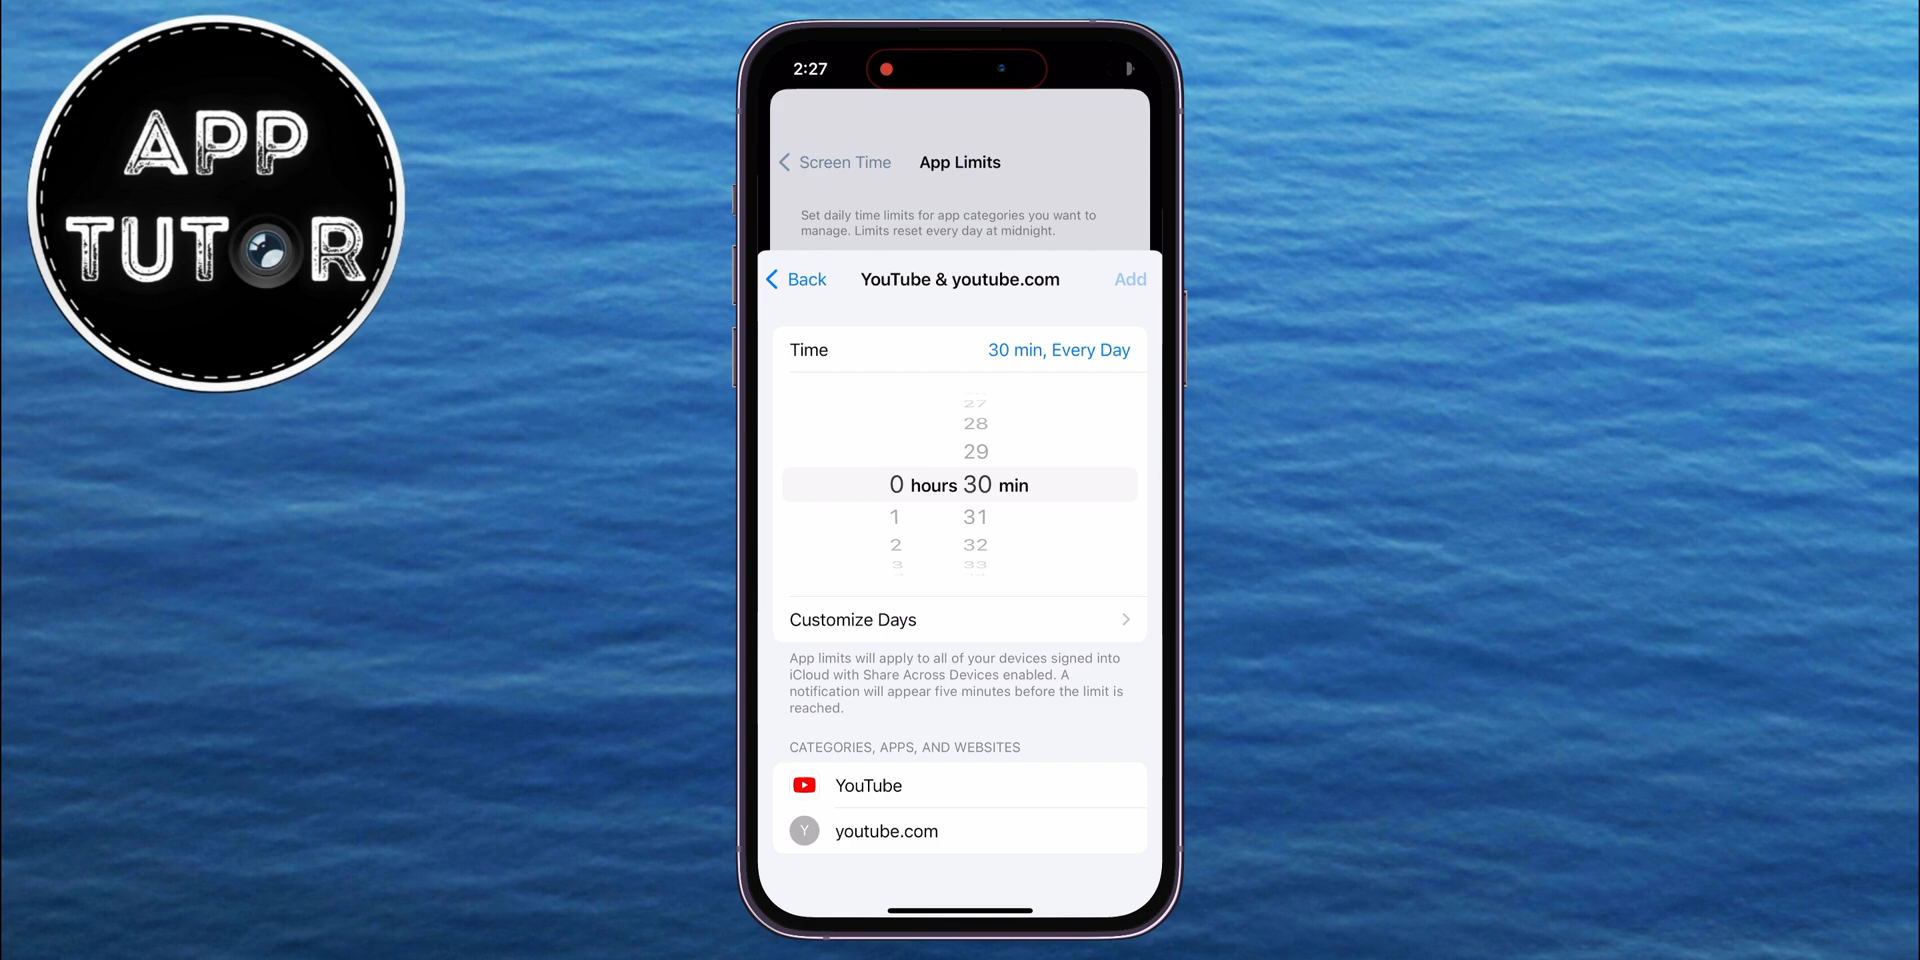 APP
TUTOR
2:27
Screen Time
App Limits
Set daily time limits for app categories you want to
manage. Limits reset every day at midnight.
Back
YouTube & youtube.com
Add
Time
30 min, Every Day
27
28
29
0 hours 30 min
1 31
2 32
3 33
Customize Days
App limits will apply to all of your devices signed into
iCloud with Share Across Devices enabled. A
notification will appear five minutes before the limit is
reached.
CATEGORIES, APPS, AND WEBSITES
YouTube
Y
youtube.com